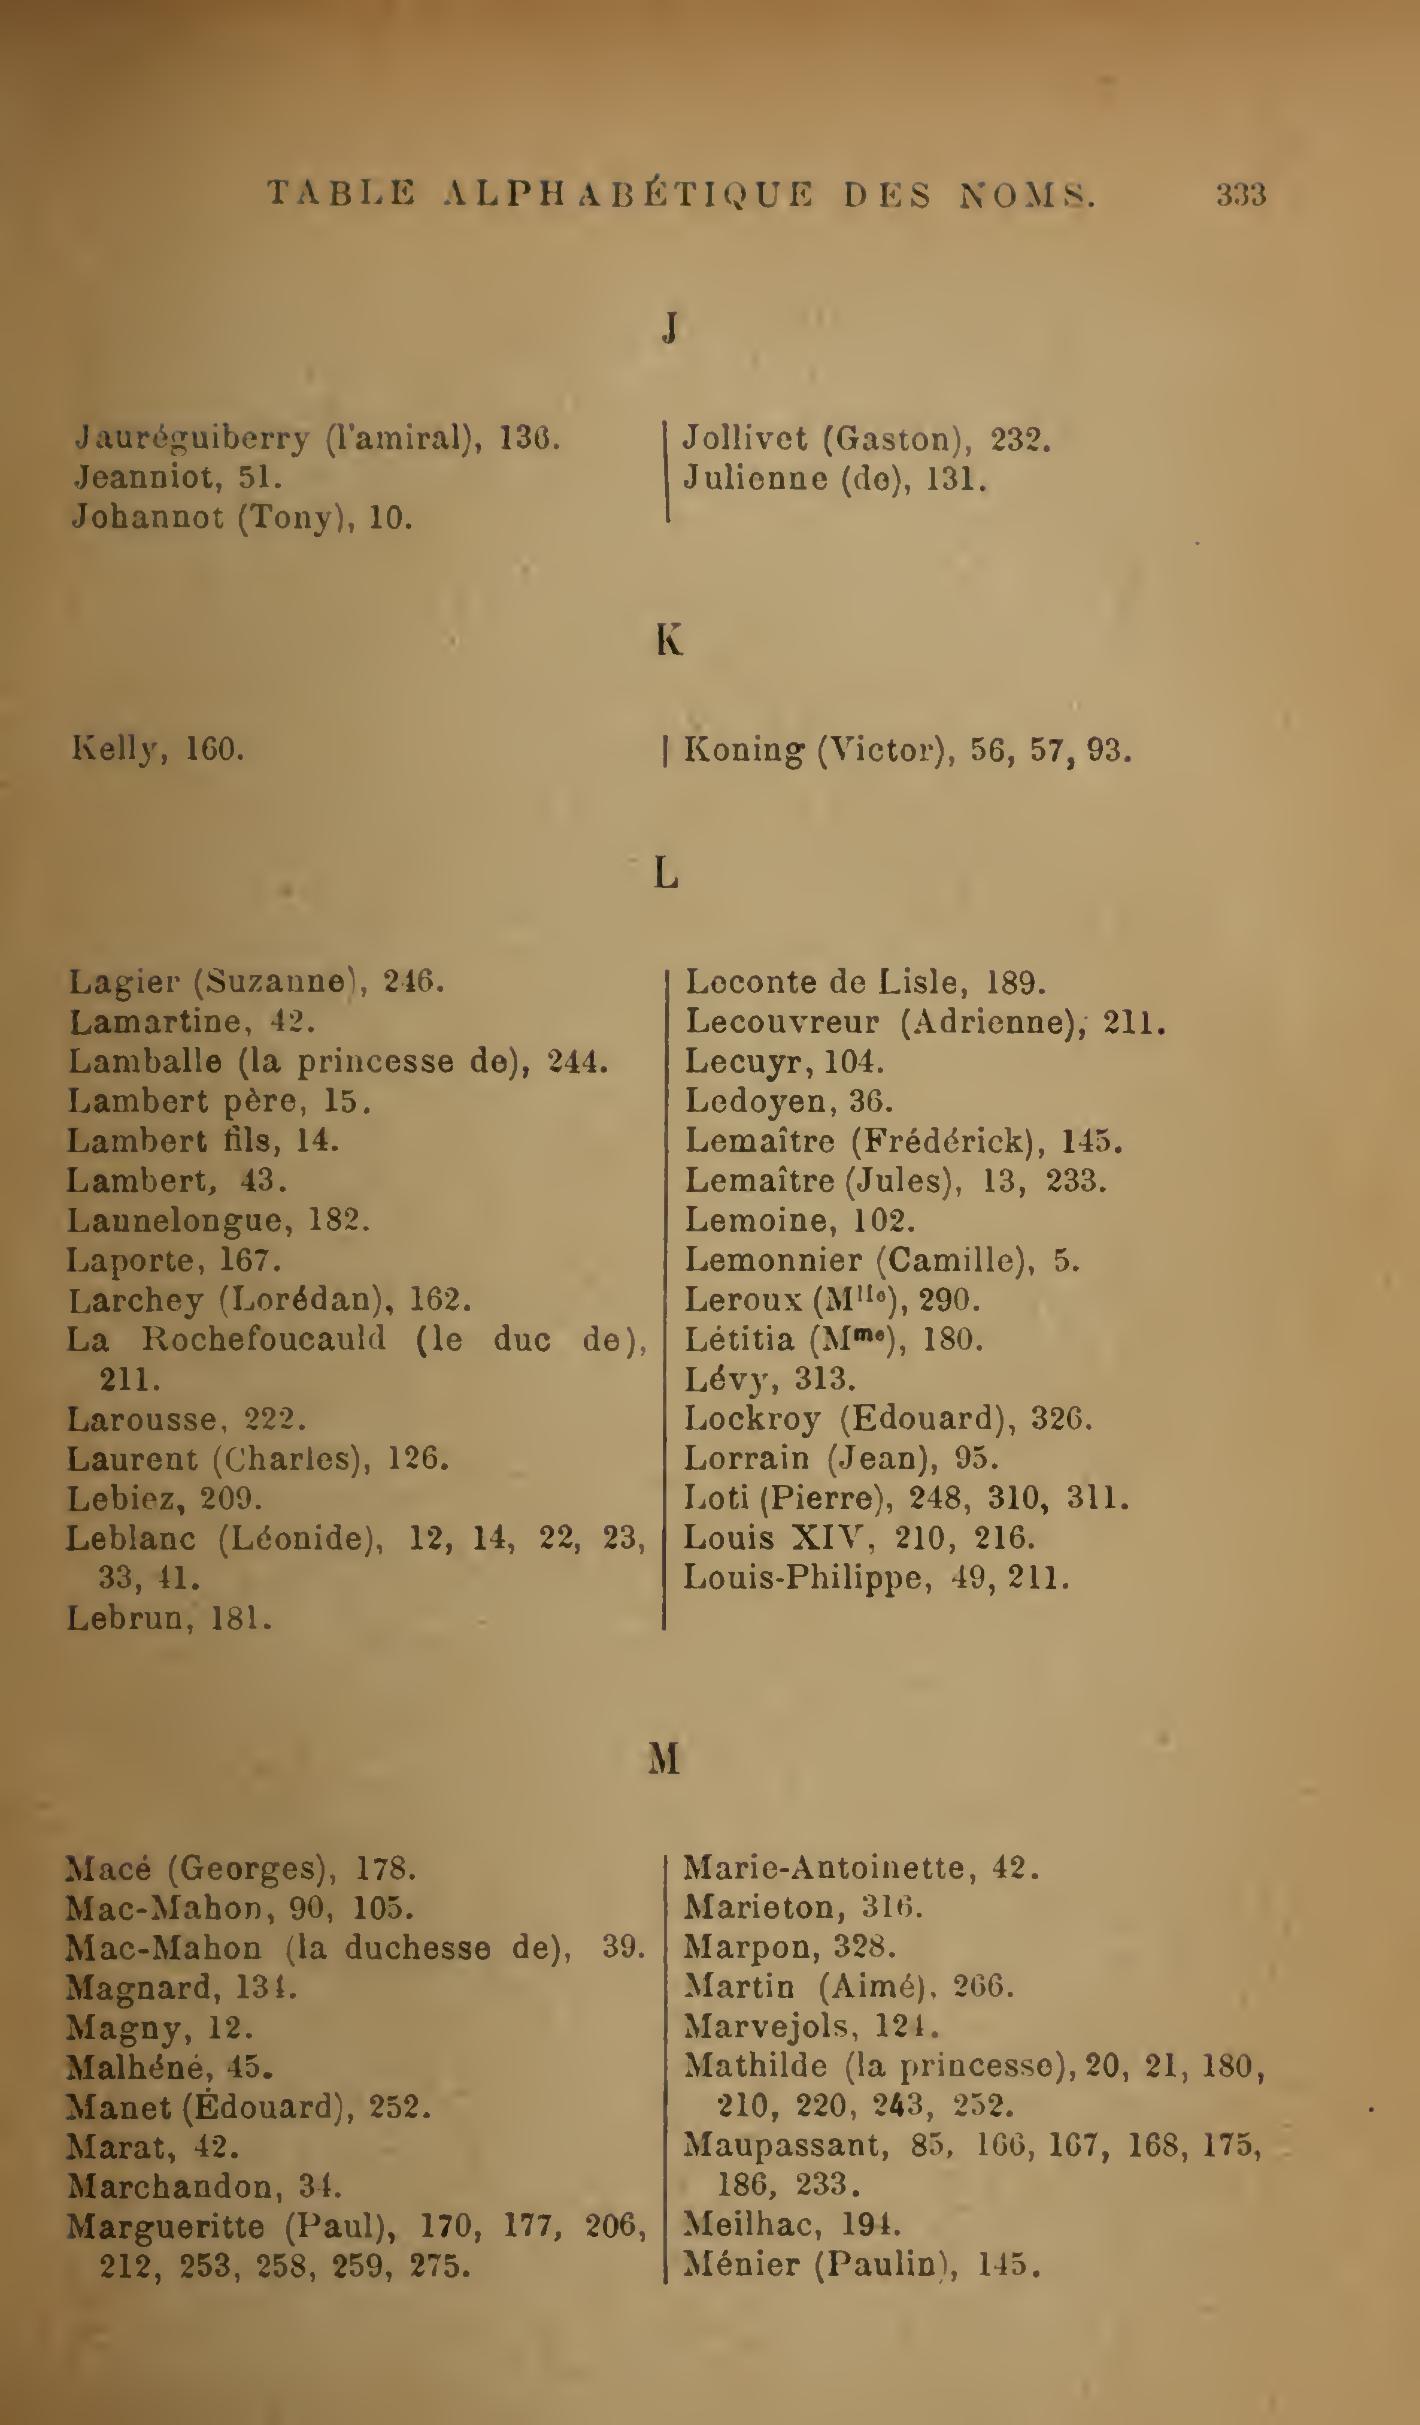 TABLE ALPHABÉTIQUE DES NOMS. 333
J
Jauréguiberry (l'amiral), 136.
Jeanniot, 51.
Johannot (Tony), 10.
Jollivet (Gaston), 232.
Julienne (de), 131.
K
Kelly, 160.
Koning (Victor), 56, 57, 93.
L
Lagier (Suzanne), 246.
Lamartine, 42.
Lamballe (la princesse de), 244.
Lambert père, 15.
Lambert fils, 14.
Lambert, 43.
Launelongue, 182.
Laporte, 167.
Larchey (Lorédan), 162.
La Rochefoucauld (le duc de),
211.
Larousse, 222.
Laurent (Charles), 126.
Lebiez, 209.
Leblanc (Léonide), 12, 14, 22, 23,
33, 41.
Lebrun, 181.
Leconte de Lisle, 189.
Lecouvreur (Adrienne), 211.
Lecuyr, 104.
Ledoyen, 36.
Lemaître (Frédérick), 145.
Lemaître (Jules), 13, 233.
Lemoine, 102.
Lemonnier (Camille), 5.
Leroux (Mlle), 290.
Létitia (Mme), 180.
Lévy, 313.
Lockroy (Edouard), 326.
Lorrain (Jean), 95.
Loti (Pierre), 248, 310, 311.
Louis XIV, 210, 216.
Louis-Philippe, 49, 211.
M
Macé (Georges), 178.
Mac-Mahon, 90, 105.
Mac-Mahon (la duchesse de), 39.
Magnard, 134.
Magny, 12.
Malhéné, 45.
Manet (Édouard), 252.
Marat, 42.
Marchandon, 34.
Margueritte (Paul), 170, 177, 206,
212, 253, 258, 259, 275.
Marie-Antoinette, 42.
Marieton, 316.
Marpon, 328.
Martin (Aimé), 266.
Marvejols, 124.
Mathilde (la princesse), 20, 21, 180,
210, 220, 243, 252.
Maupassant, 85, 166, 167, 168, 175,
186, 233.
Meilhac, 194.
Ménier (Paulin), 145.